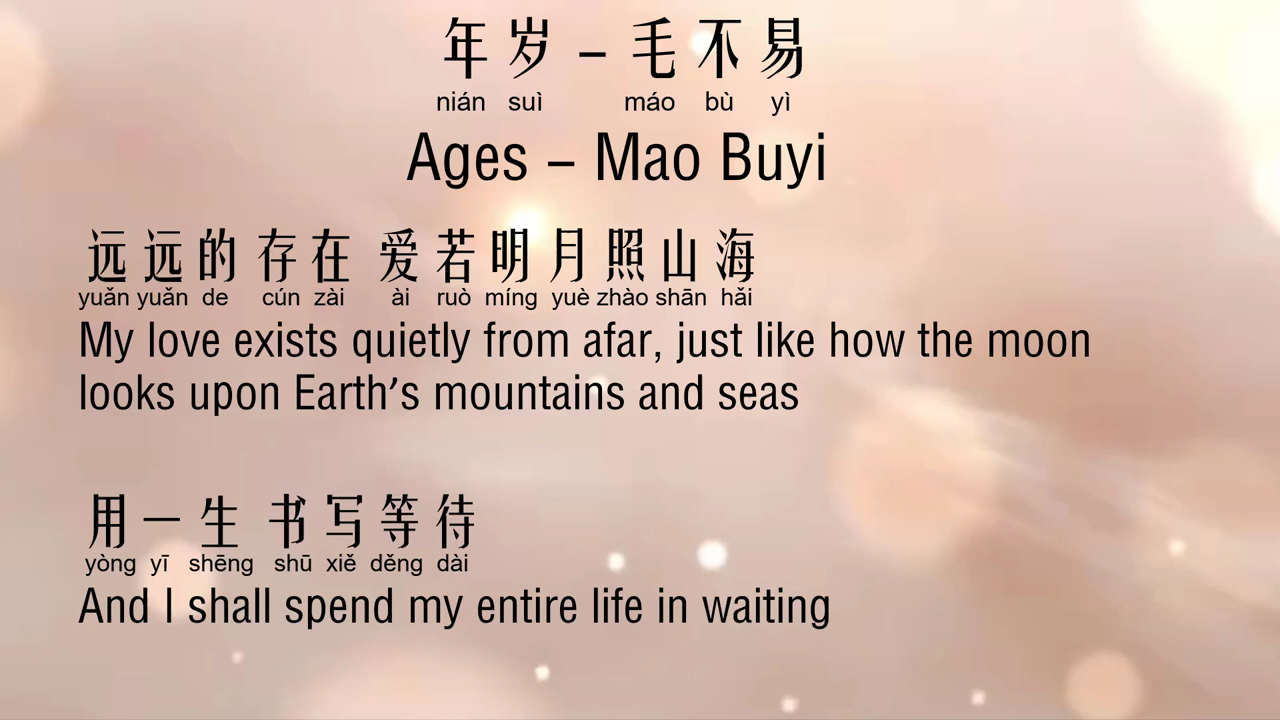 年岁 – 毛不易
nián suì máo bù yì
Ages – Mao Buyi
远远的 存在 爱若明月照山海
yuǎn yuǎn de cún zài ài ruò míng yuè zhào shān hǎi
My love exists quietly from afar, just like how the moon
looks upon Earth's mountains and seas
用一生 书写等待
yòng yī shēng shū xiě děng dài
And I shall spend my entire life in waiting